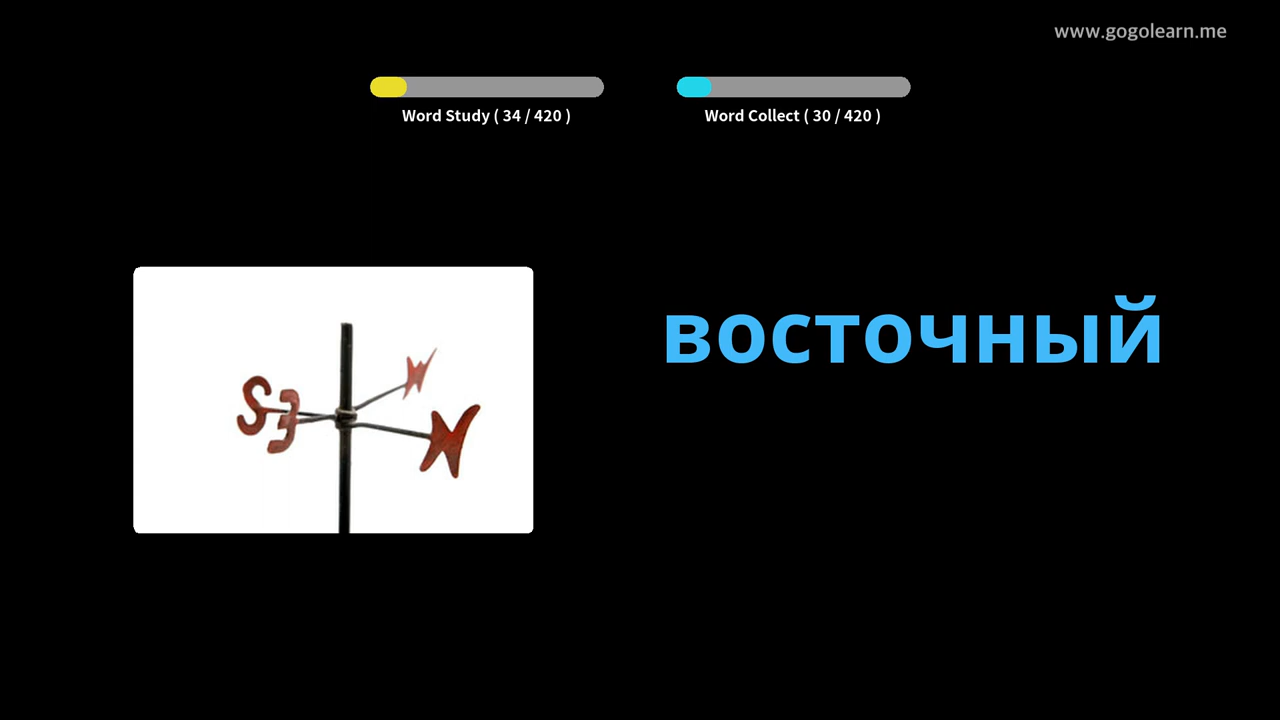 www.gogolearn.me
Word Study ( 34 / 420 )
Word Collect ( 30 / 420 )
восточный
S E N